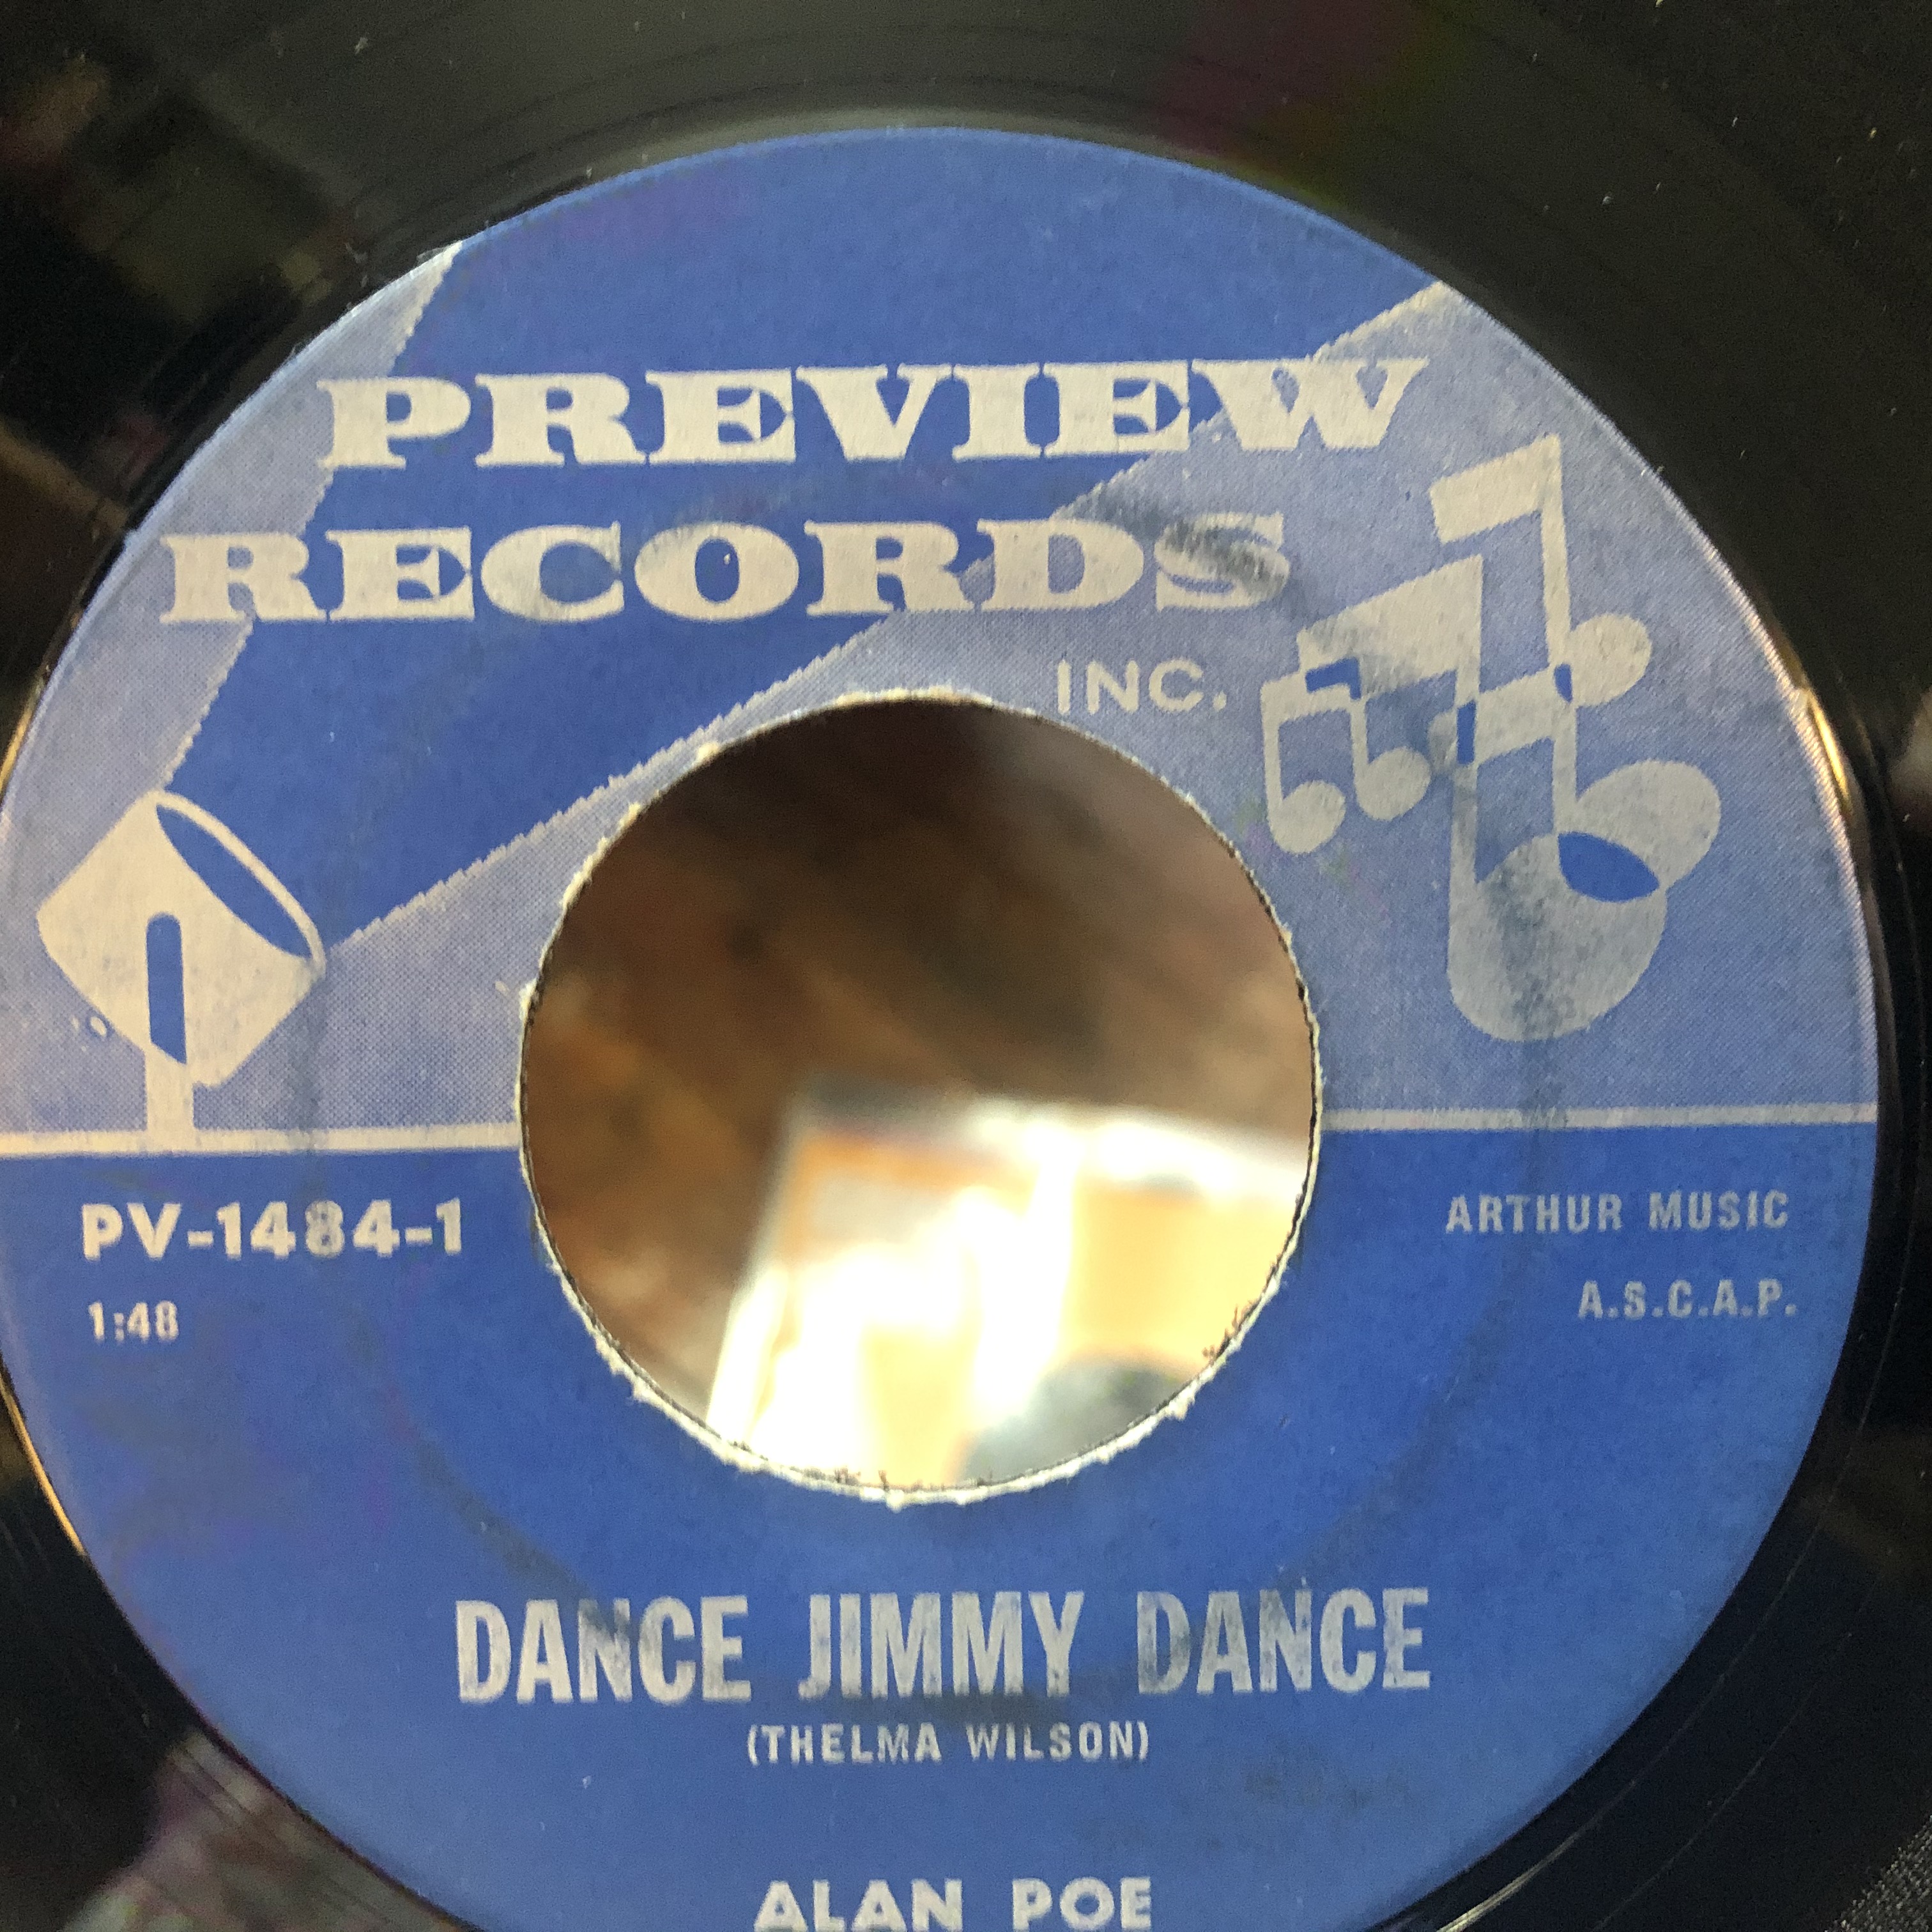 PREVIEW
RECORDS
INC.
PV-1484-1
ARTHUR MUSIC
1:48
A.S.C.A.P.
DANCE JIMMY DANCE
(THELMA WILSON)
ALAN POE